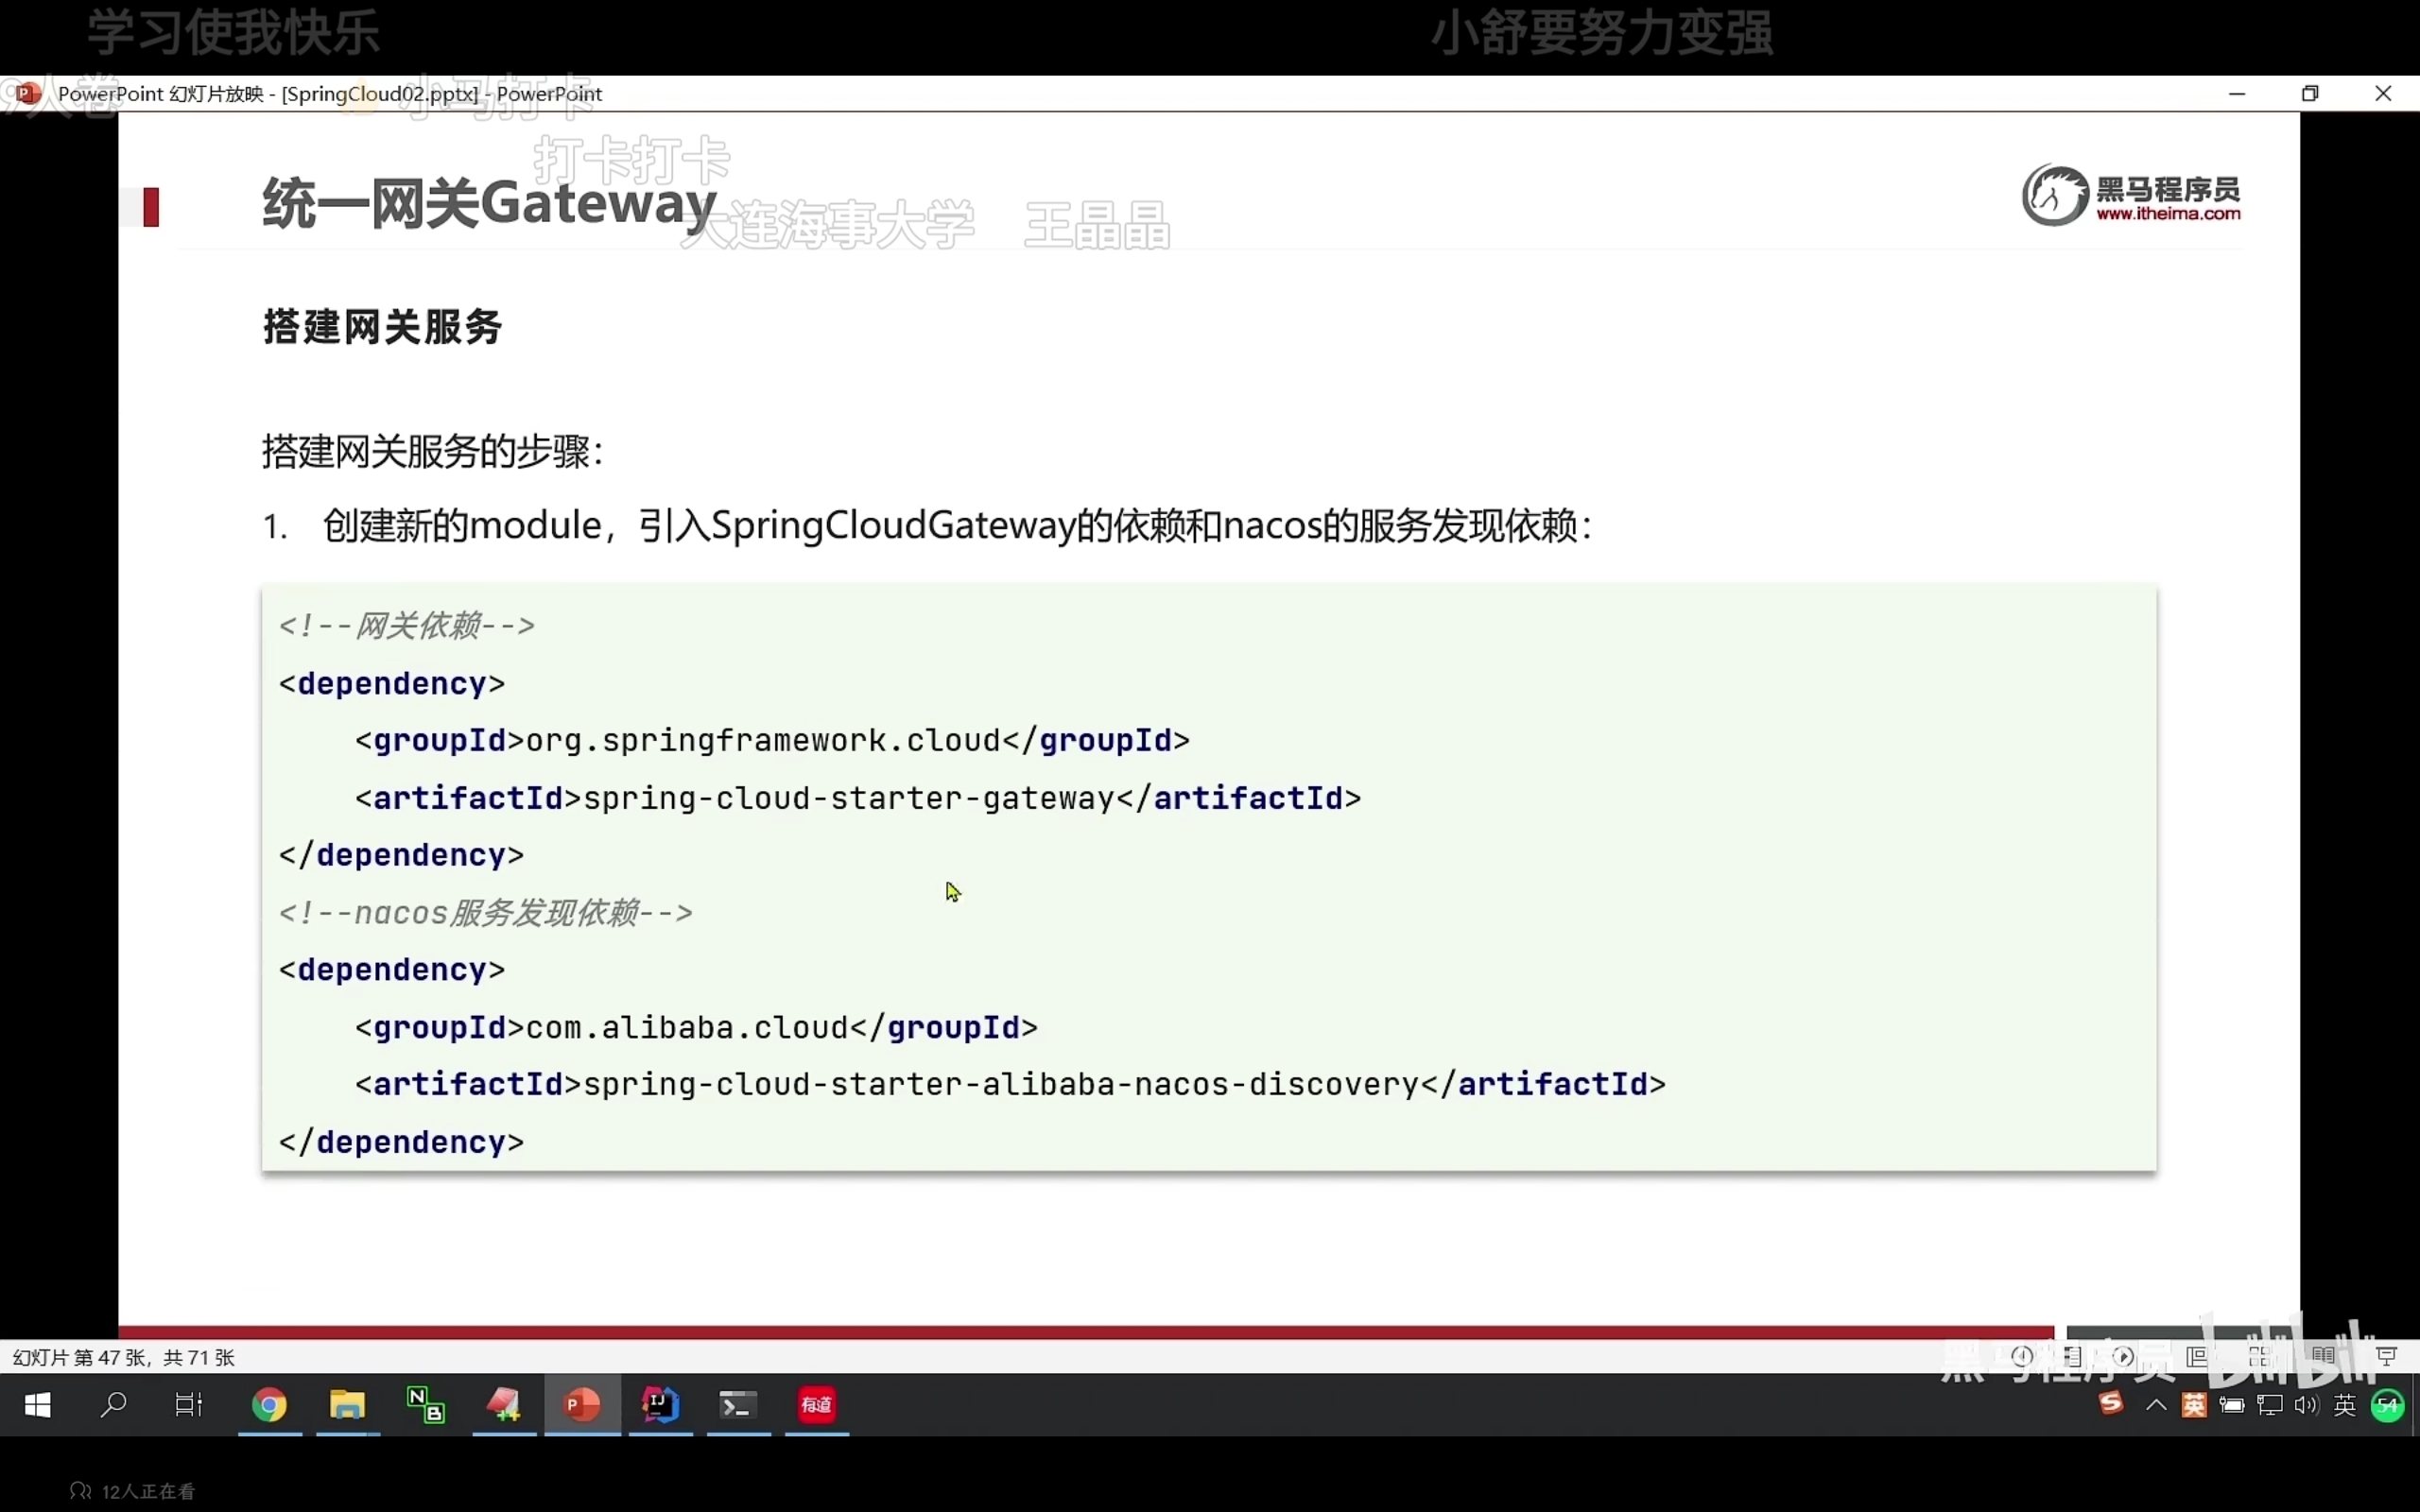 学习使我快乐
小舒要努力变强
PowerPoint 幻灯片放映 - [SpringCloud02.pptx] - PowerPoint
小马打卡
打卡打卡
统一网关Gateway
大连海事大学 王晶晶
黑马程序员
www.itheima.com
搭建网关服务
搭建网关服务的步骤：
1. 创建新的module，引入SpringCloudGateway的依赖和nacos的服务发现依赖：
<!--网关依赖-->
<dependency>
<groupId>org.springframework.cloud</groupId>
<artifactId>spring-cloud-starter-gateway</artifactId>
</dependency>
<!--nacos服务发现依赖-->
<dependency>
<groupId>com.alibaba.cloud</groupId>
<artifactId>spring-cloud-starter-alibaba-nacos-discovery</artifactId>
</dependency>
幻灯片 第 47 张，共 71 张
黑马程序员 bilibili
有道
英
英
54
12人正在看